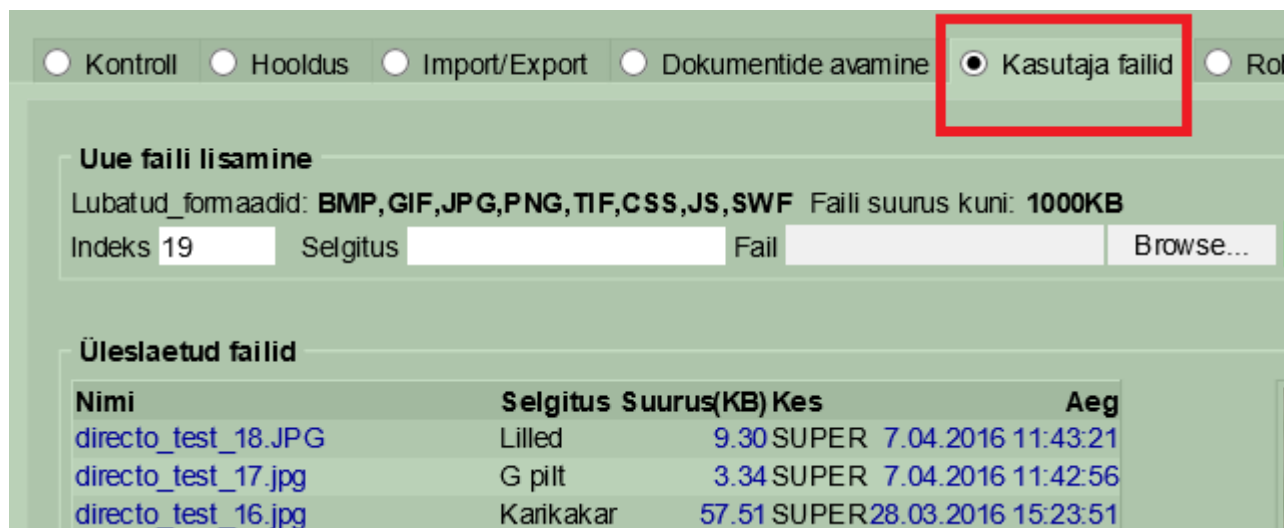 Kontroll Hooldus Import/Export Dokumentide avamine Kasutaja failid
Uue faili lisamine
Lubatud_formaadid: BMP,GIF,JPG,PNG,TIF,CSS,JS,SWF Faili suurus kuni: 1000KB
Indeks 19 Selgitus Fail Browse...
Üleslaetud failid
Nimi Selgitus Suurus(KB) Kes Aeg
directo_test_18.JPG Lilled 9.30 SUPER 7.04.2016 11:43:21
directo_test_17.jpg G pilt 3.34 SUPER 7.04.2016 11:42:56
directo_test_16.jpg Karikakar 57.51 SUPER 28.03.2016 15:23:51